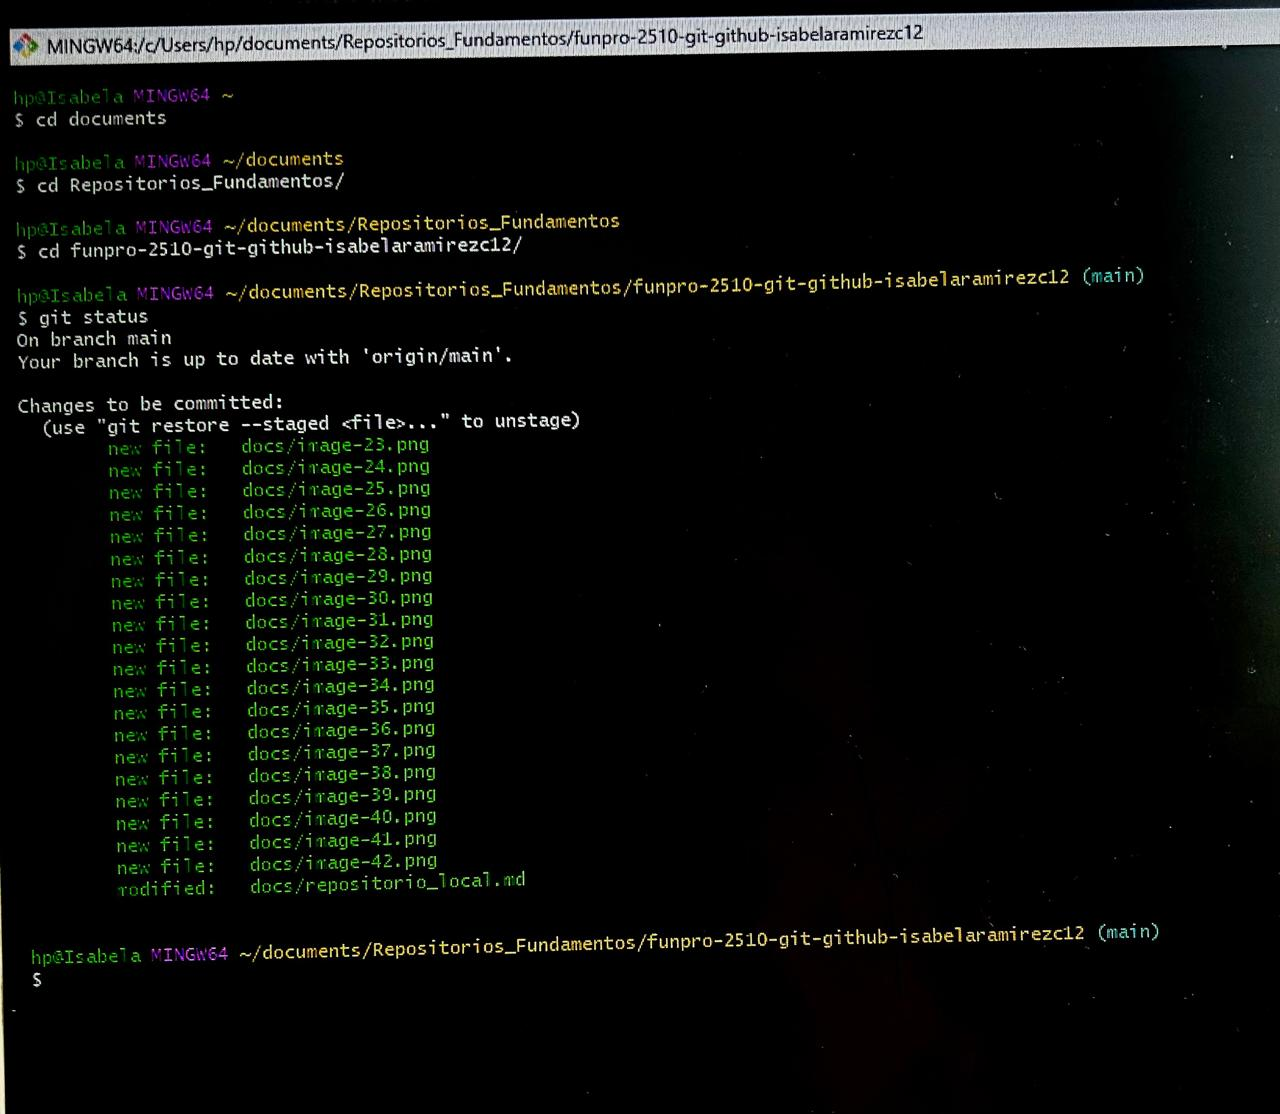 MINGW64:/c/Users/hp/documents/Repositorios_Fundamentos/funpro-2510-git-github-isabelaramirezc12
hp@Isabela MINGW64 ~
$ cd documents
hp@Isabela MINGW64 ~/documents
$ cd Repositorios_Fundamentos/
hp@Isabela MINGW64 ~/documents/Repositorios_Fundamentos
$ cd funpro-2510-git-github-isabelaramirezc12/
hp@Isabela MINGW64 ~/documents/Repositorios_Fundamentos/funpro-2510-git-github-isabelaramirezc12 (main)
$ git status
On branch main
Your branch is up to date with 'origin/main'.
Changes to be committed:
(use "git restore --staged <file>..." to unstage)
new file: docs/image-23.png
new file: docs/image-24.png
new file: docs/image-25.png
new file: docs/image-26.png
new file: docs/image-27.png
new file: docs/image-28.png
new file: docs/image-29.png
new file: docs/image-30.png
new file: docs/image-31.png
new file: docs/image-32.png
new file: docs/image-33.png
new file: docs/image-34.png
new file: docs/image-35.png
new file: docs/image-36.png
new file: docs/image-37.png
new file: docs/image-38.png
new file: docs/image-39.png
new file: docs/image-40.png
new file: docs/image-41.png
new file: docs/image-42.png
modified: docs/repositorio_local.md
hp@Isabela MINGW64 ~/documents/Repositorios_Fundamentos/funpro-2510-git-github-isabelaramirezc12 (main)
$